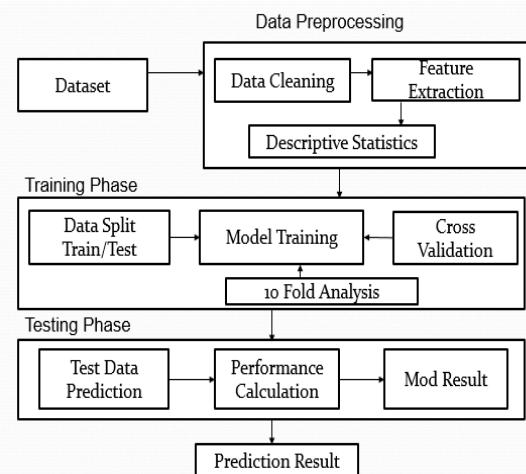 Data Preprocessing
Dataset
Data Cleaning
Feature
Extraction
Descriptive Statistics
Training Phase
Data Split
Train/Test
Model Training
Cross
Validation
10 Fold Analysis
Testing Phase
Test Data
Prediction
Performance
Calculation
Mod Result
Prediction Result